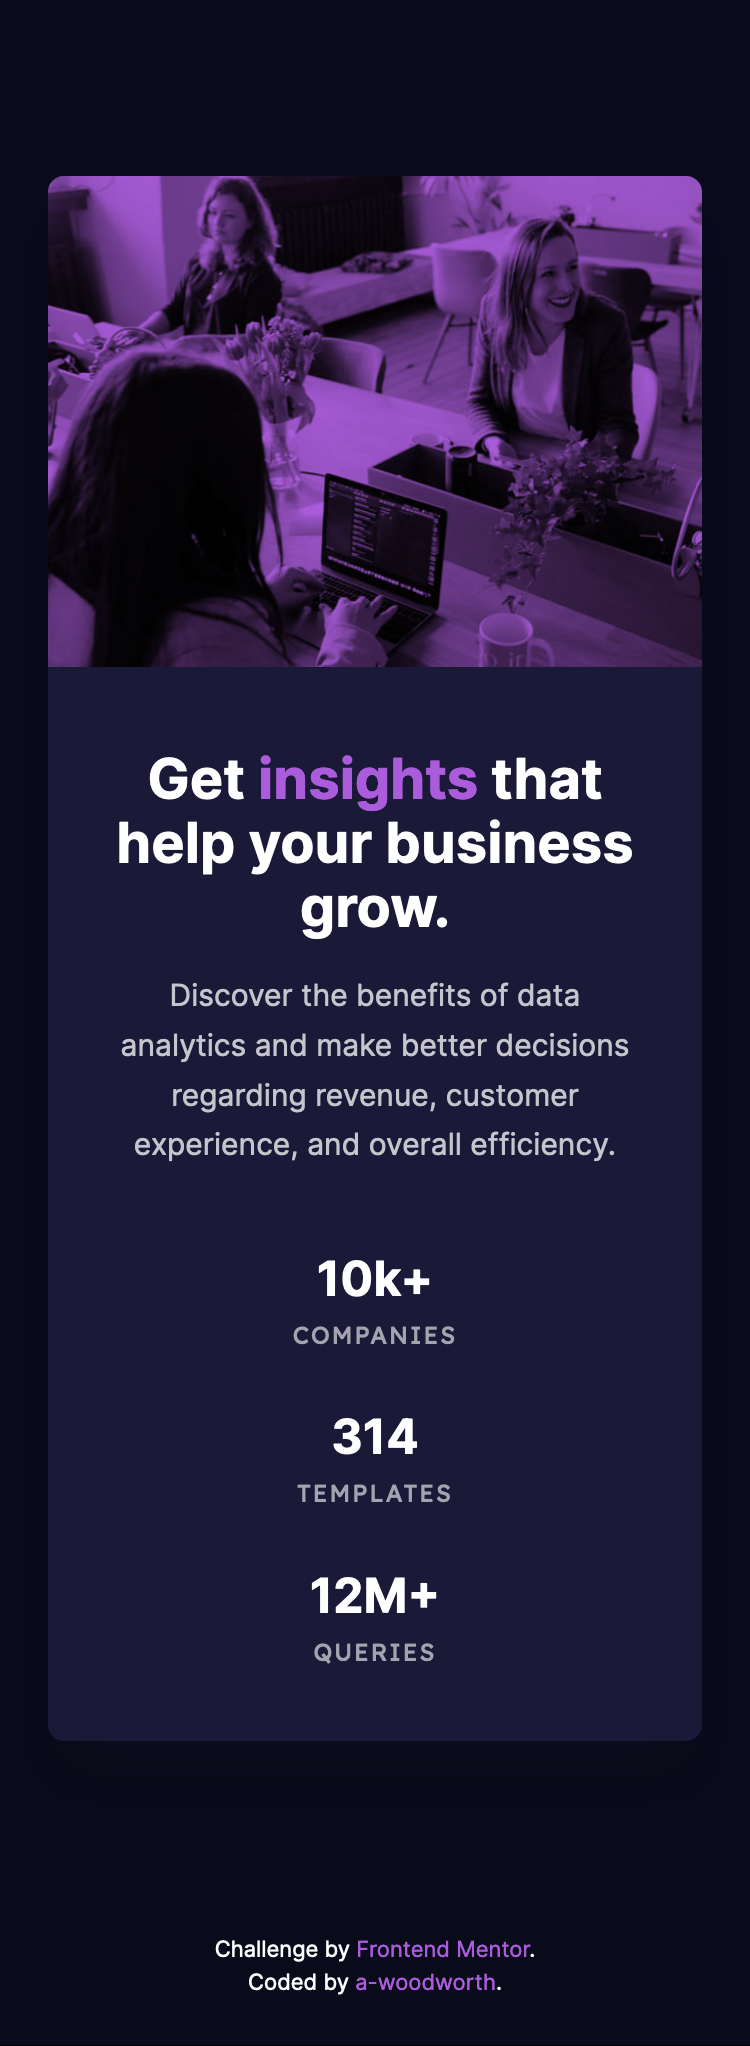 Get insights that
help your business
grow.
Discover the benefits of data
analytics and make better decisions
regarding revenue, customer
experience, and overall efficiency.
10k+
COMPANIES
314
TEMPLATES
12M+
QUERIES
Challenge by Frontend Mentor.
Coded by a-woodworth.